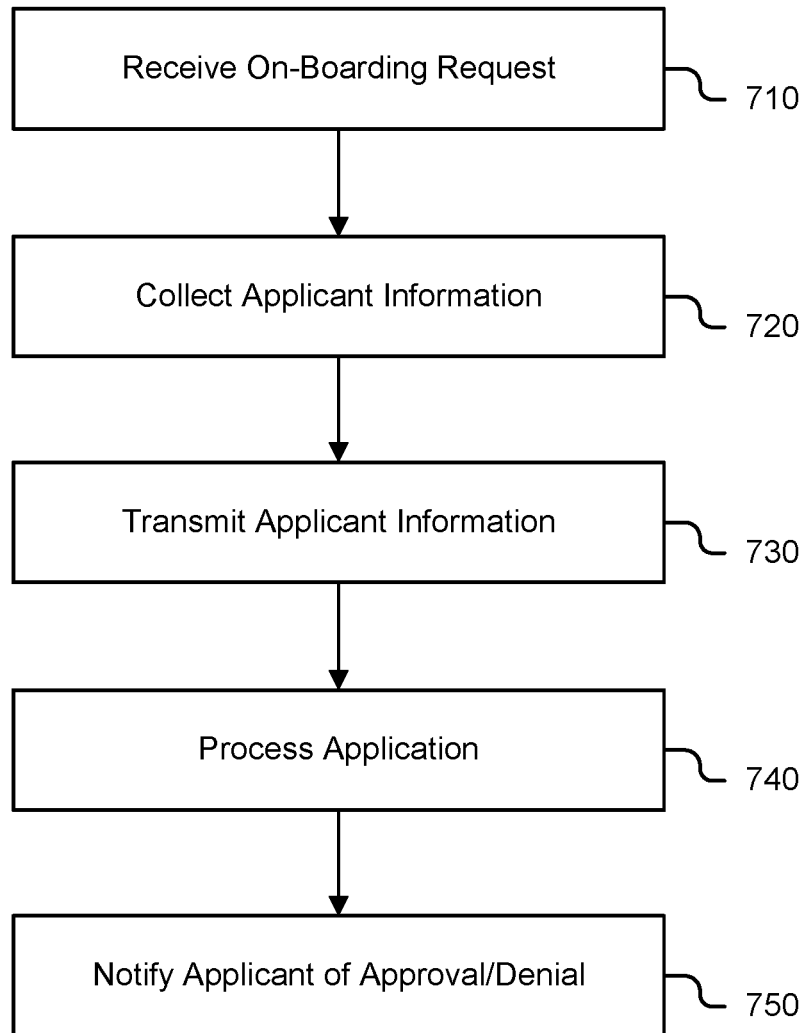 Receive On-Boarding Request
710
Collect Applicant Information
720
Transmit Applicant Information
730
Process Application
740
Notify Applicant of Approval/Denial
750